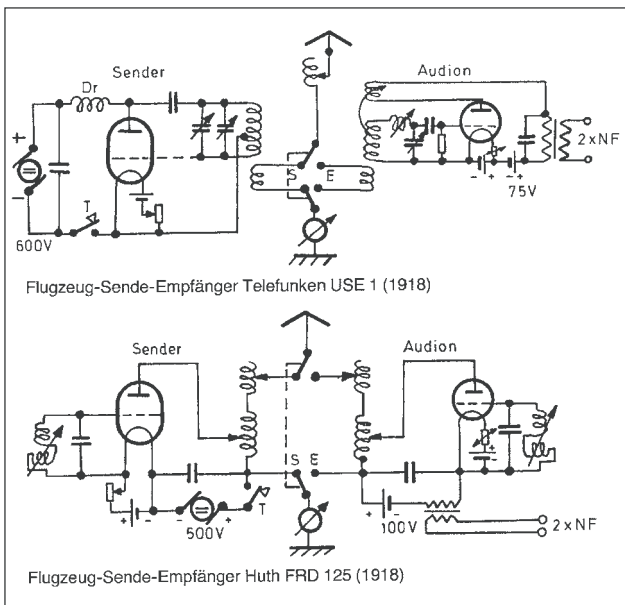 Sender
Audion
Dr
+
=
−
T
600V
S E
- +
- +
75V
2xNF
Flugzeug-Sende-Empfänger Telefunken USE 1 (1918)
Sender
Audion
S E
+ -
- =  +
500V
T
+ -
100V
+
-
2xNF
Flugzeug-Sende-Empfänger Huth FRD 125 (1918)